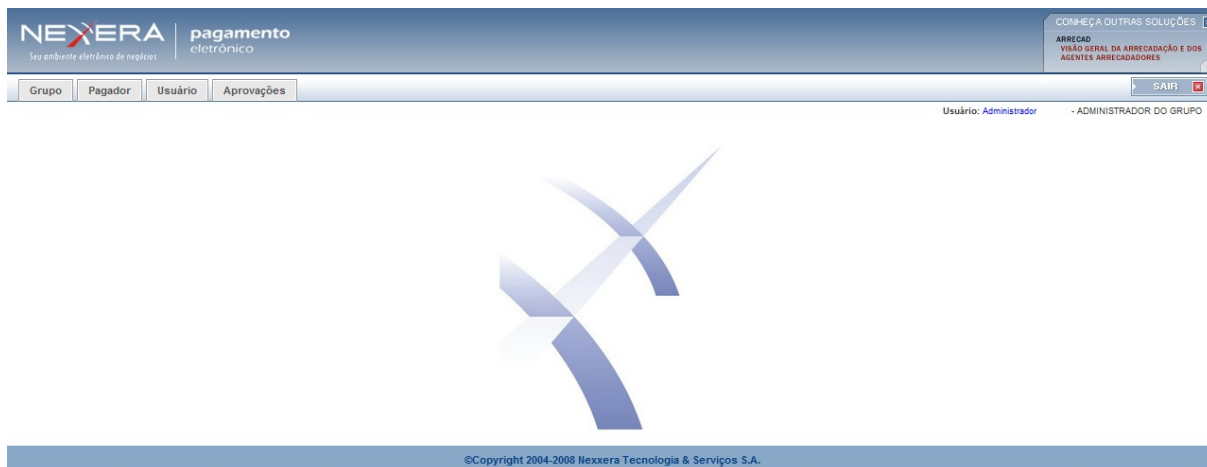 NEXXERA
Seu ambiente eletrônico de negócios
pagamento
eletrônico
CONHEÇA OUTRAS SOLUÇÕES
ARRECAD
VISÃO GERAL DA ARRECADAÇÃO E DOS
AGENTES ARRECADADORES
Grupo Pagador Usuário Aprovações
SAIR
Usuário: Administrador - ADMINISTRADOR DO GRUPO
©Copyright 2004-2008 Nexxera Tecnologia & Serviços S.A.